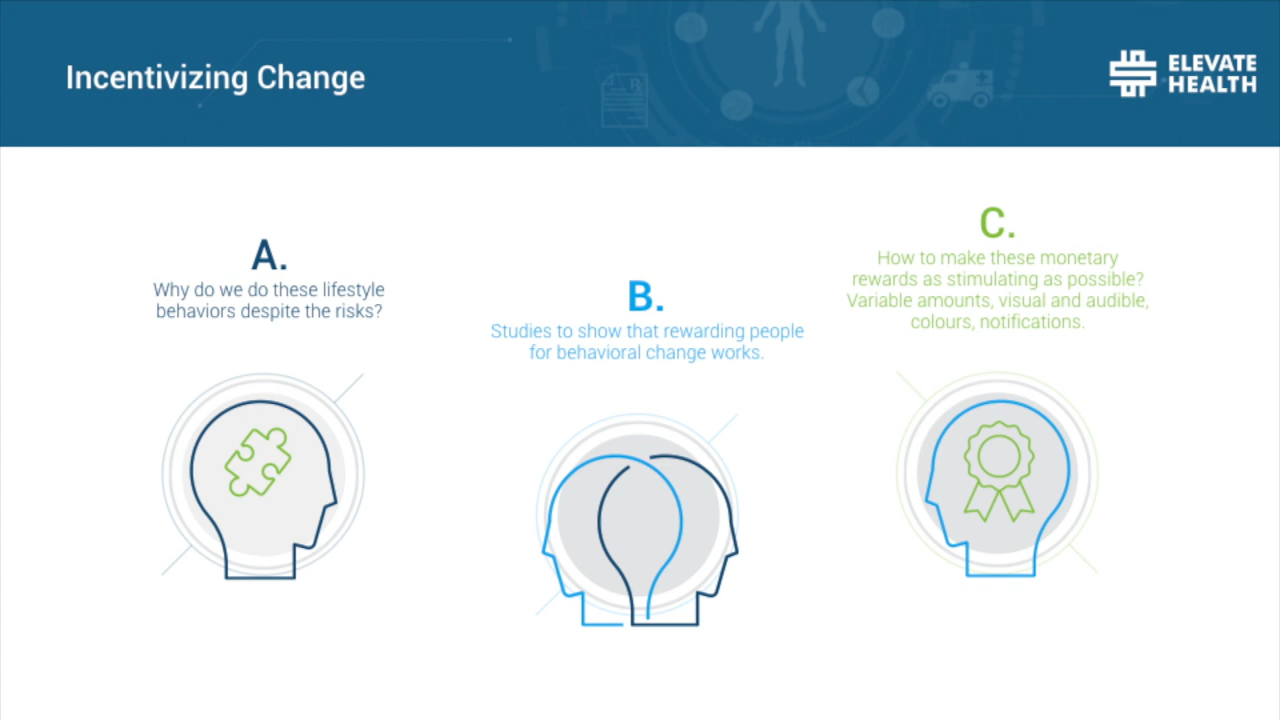 Incentivizing Change
ELEVATE
HEALTH
A.
Why do we do these lifestyle
behaviors despite the risks?
B.
Studies to show that rewarding people
for behavioral change works.
C.
How to make these monetary
rewards as stimulating as possible?
Variable amounts, visual and audible,
colours, notifications.